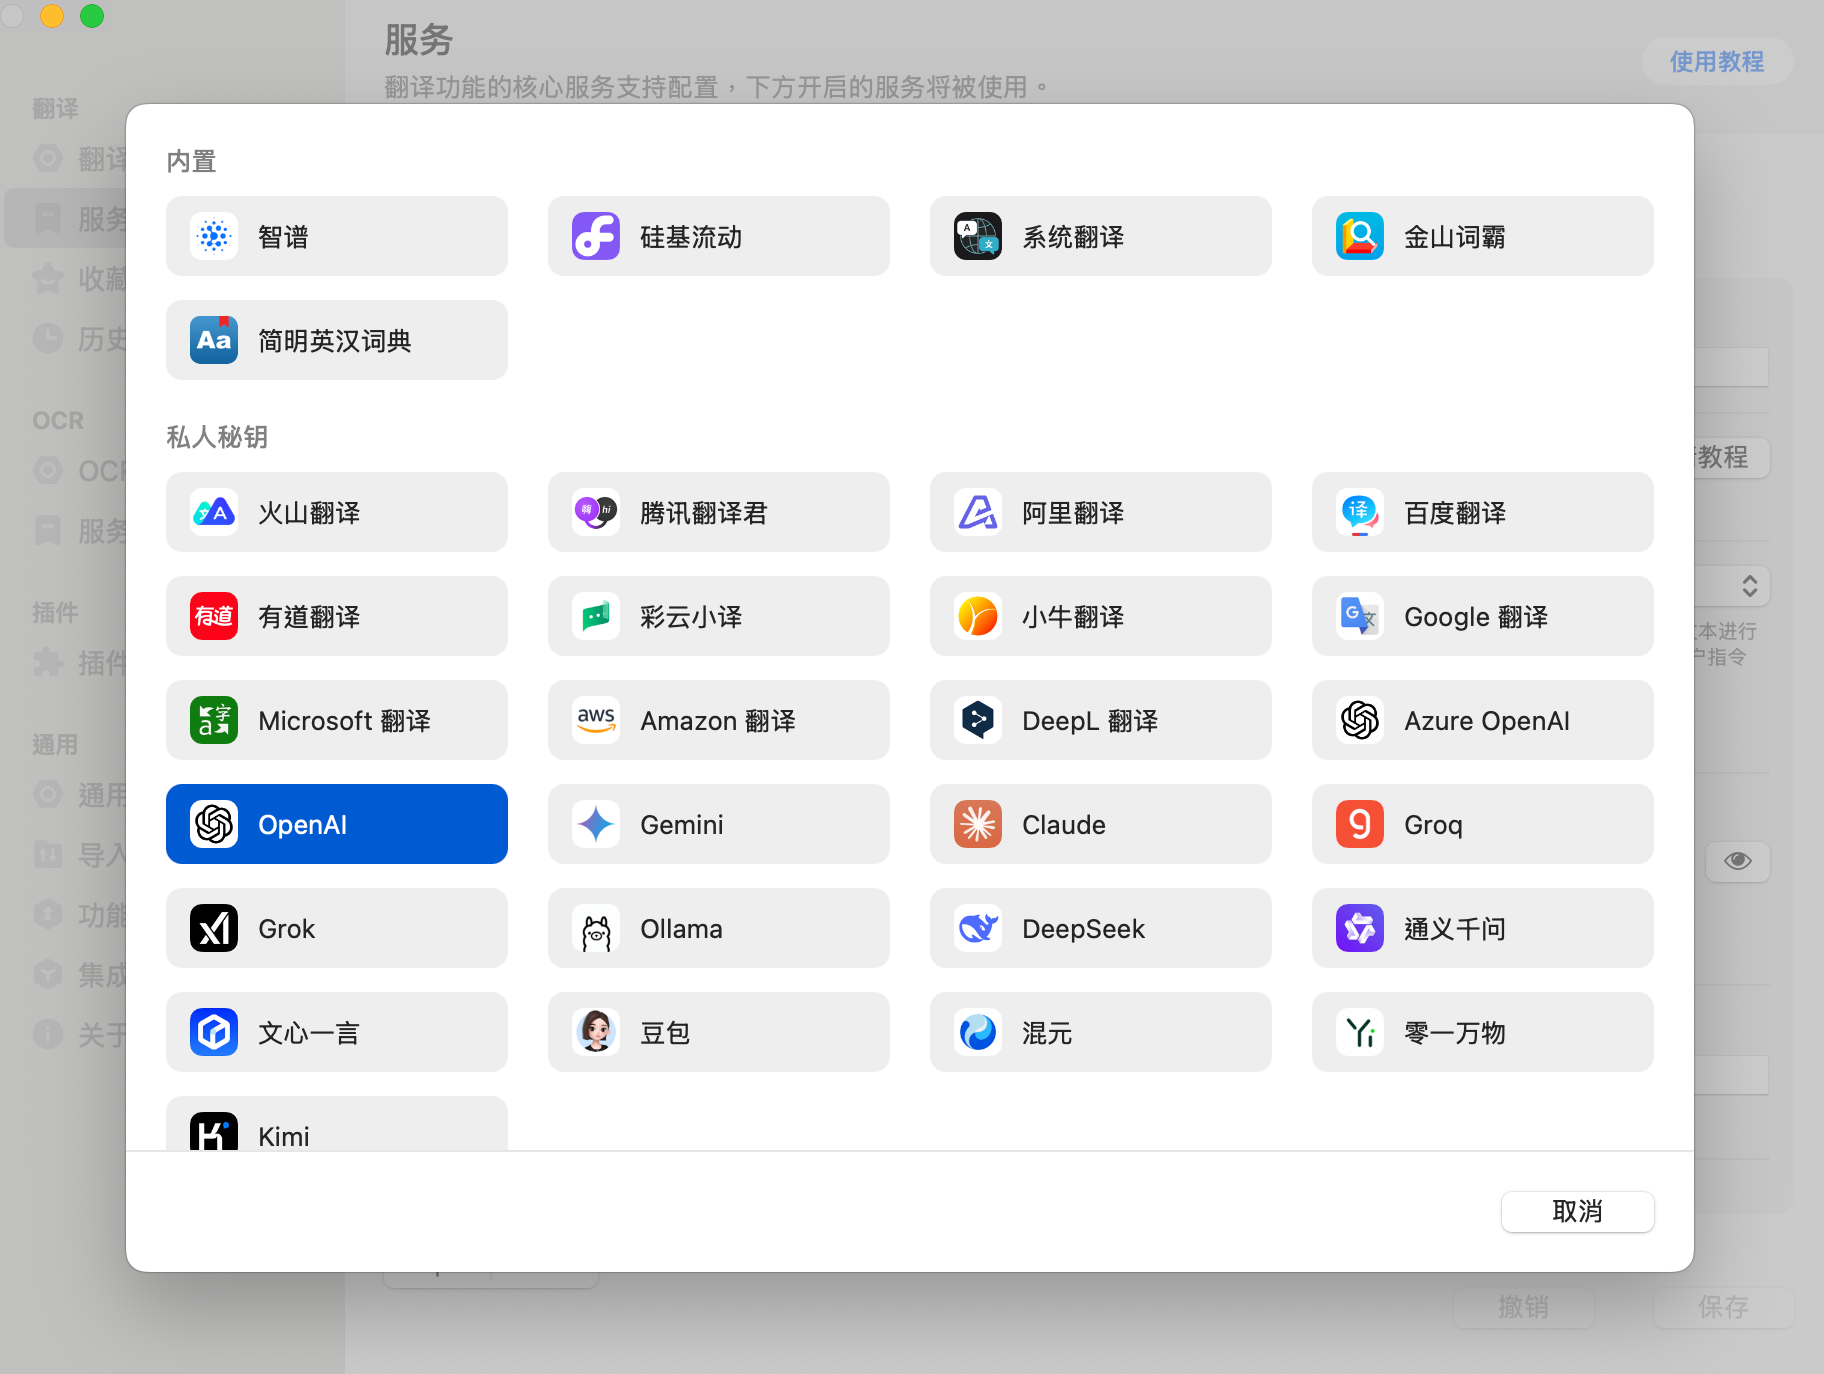 服务
使用教程
翻译功能的核心服务支持配置，下方开启的服务将被使用。
翻译
翻译
服务
收藏
历史
OCR
OCR
服务
插件
插件
通用
通用
导入
功能
集成
关于
内置
智谱
硅基流动
系统翻译
金山词霸
Aa
简明英汉词典
私人秘钥
火山翻译
腾讯翻译君
阿里翻译
译
百度翻译
有道
有道翻译
彩云小译
小牛翻译
Google 翻译
Microsoft 翻译
aws
Amazon 翻译
DeepL 翻译
Azure OpenAI
OpenAI
Gemini
Claude
Groq
Grok
Ollama
DeepSeek
通义千问
文心一言
豆包
混元
零一万物
Kimi
取消
教程
本进行
户指令
撤销
保存